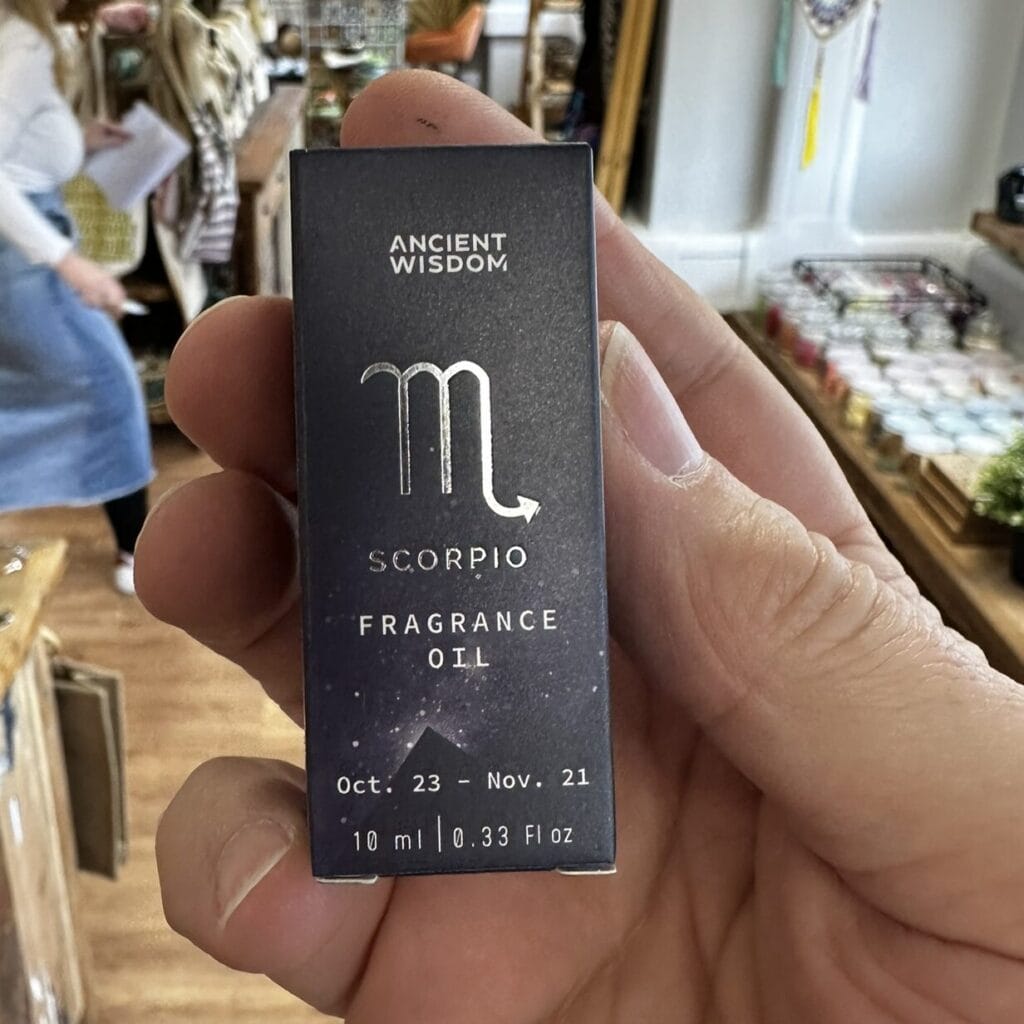 ANCIENT
WISDOM
SCORPIO
FRAGRANCE
OIL
Oct. 23 - Nov. 21
10 ml | 0.33 Fl oz